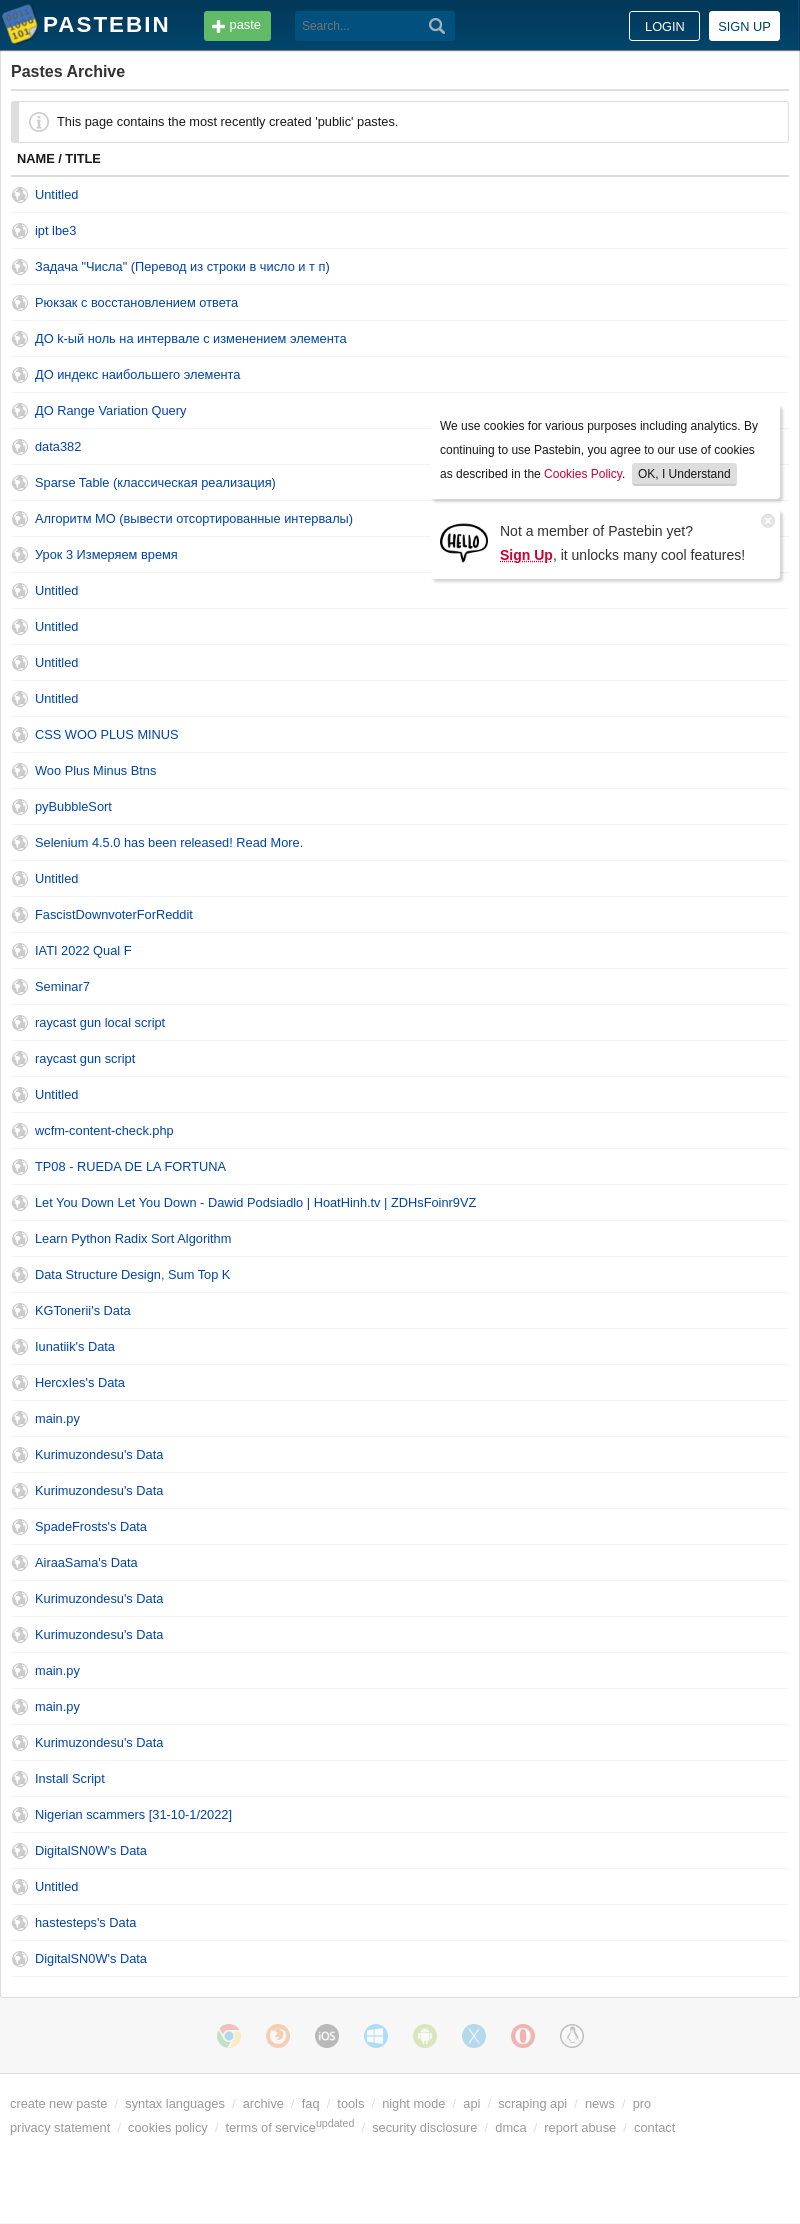 PASTEBIN
paste
Search...
LOGIN
SIGN UP
Pastes Archive
This page contains the most recently created 'public' pastes.
NAME / TITLE
Untitled
ipt lbe3
Задача "Числа" (Перевод из строки в число и т п)
Рюкзак с восстановлением ответа
ДО k-ый ноль на интервале с изменением элемента
ДО индекс наибольшего элемента
ДО Range Variation Query
data382
Sparse Table (классическая реализация)
Алгоритм МО (вывести отсортированные интервалы)
Урок 3 Измеряем время
We use cookies for various purposes including analytics. By
continuing to use Pastebin, you agree to our use of cookies
as described in the Cookies Policy. OK, I Understand
HELLO
Not a member of Pastebin yet?
Sign Up, it unlocks many cool features!
Untitled
Untitled
Untitled
Untitled
CSS WOO PLUS MINUS
Woo Plus Minus Btns
pyBubbleSort
Selenium 4.5.0 has been released! Read More.
Untitled
FascistDownvoterForReddit
IATI 2022 Qual F
Seminar7
raycast gun local script
raycast gun script
Untitled
wcfm-content-check.php
TP08 - RUEDA DE LA FORTUNA
Let You Down Let You Down - Dawid Podsiadlo | HoatHinh.tv | ZDHsFoinr9VZ
Learn Python Radix Sort Algorithm
Data Structure Design, Sum Top K
KGTonerii's Data
Iunatiik's Data
HercxIes's Data
main.py
Kurimuzondesu's Data
Kurimuzondesu's Data
SpadeFrosts's Data
AiraaSama's Data
Kurimuzondesu's Data
Kurimuzondesu's Data
main.py
main.py
Kurimuzondesu's Data
Install Script
Nigerian scammers [31-10-1/2022]
DigitalSN0W's Data
Untitled
hastesteps's Data
DigitalSN0W's Data
iOS
create new paste / syntax languages / archive / faq / tools / night mode / api / scraping api / news / pro
privacy statement / cookies policy / terms of service updated / security disclosure / dmca / report abuse / contact